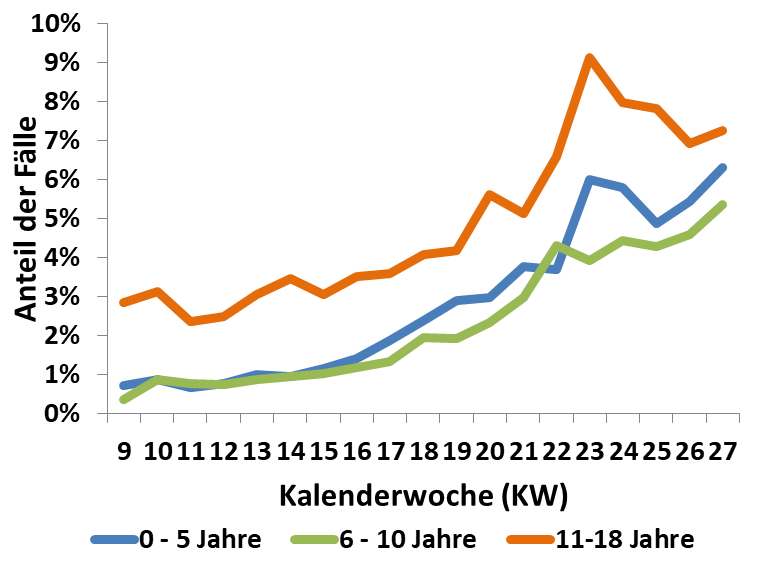 10%
9%
8%
7%
6%
5%
4%
3%
2%
1%
0%
Anteil der Fälle
9 10 11 12 13 14 15 16 17 18 19 20 21 22 23 24 25 26 27
Kalenderwoche (KW)
0 - 5 Jahre 6 - 10 Jahre 11-18 Jahre